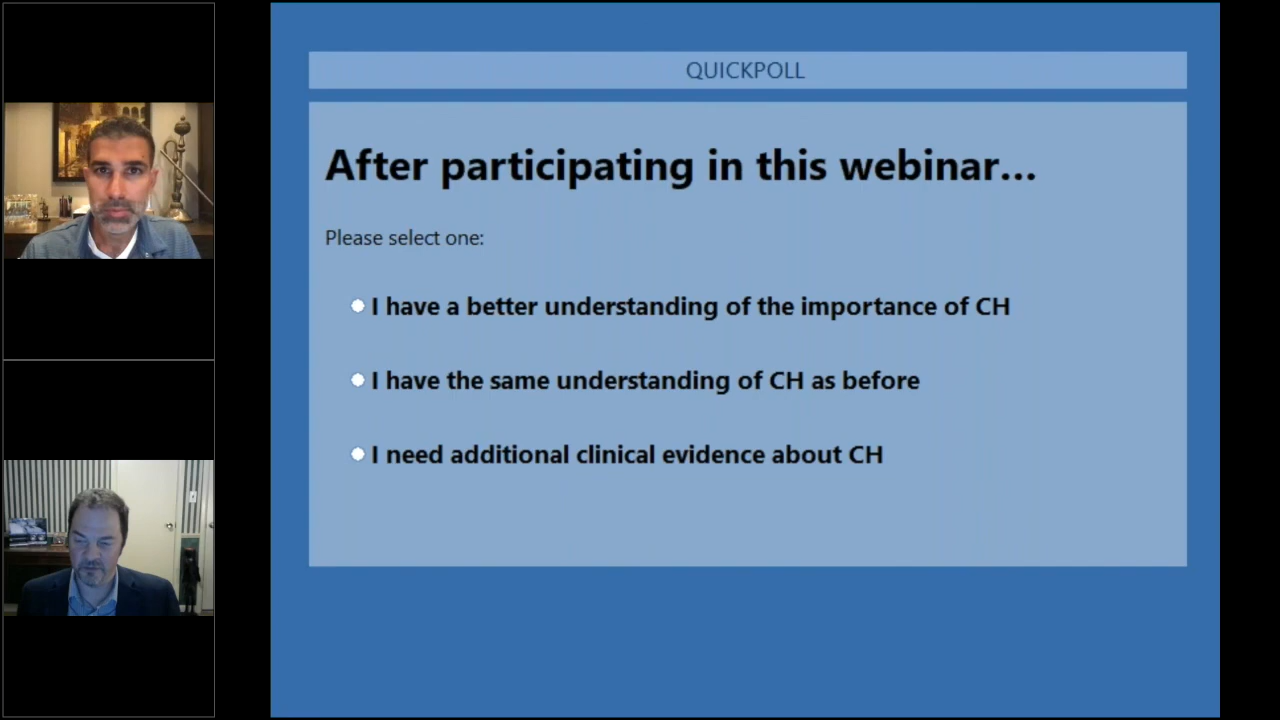 QUICKPOLL
After participating in this webinar...
Please select one:
I have a better understanding of the importance of CH
I have the same understanding of CH as before
I need additional clinical evidence about CH